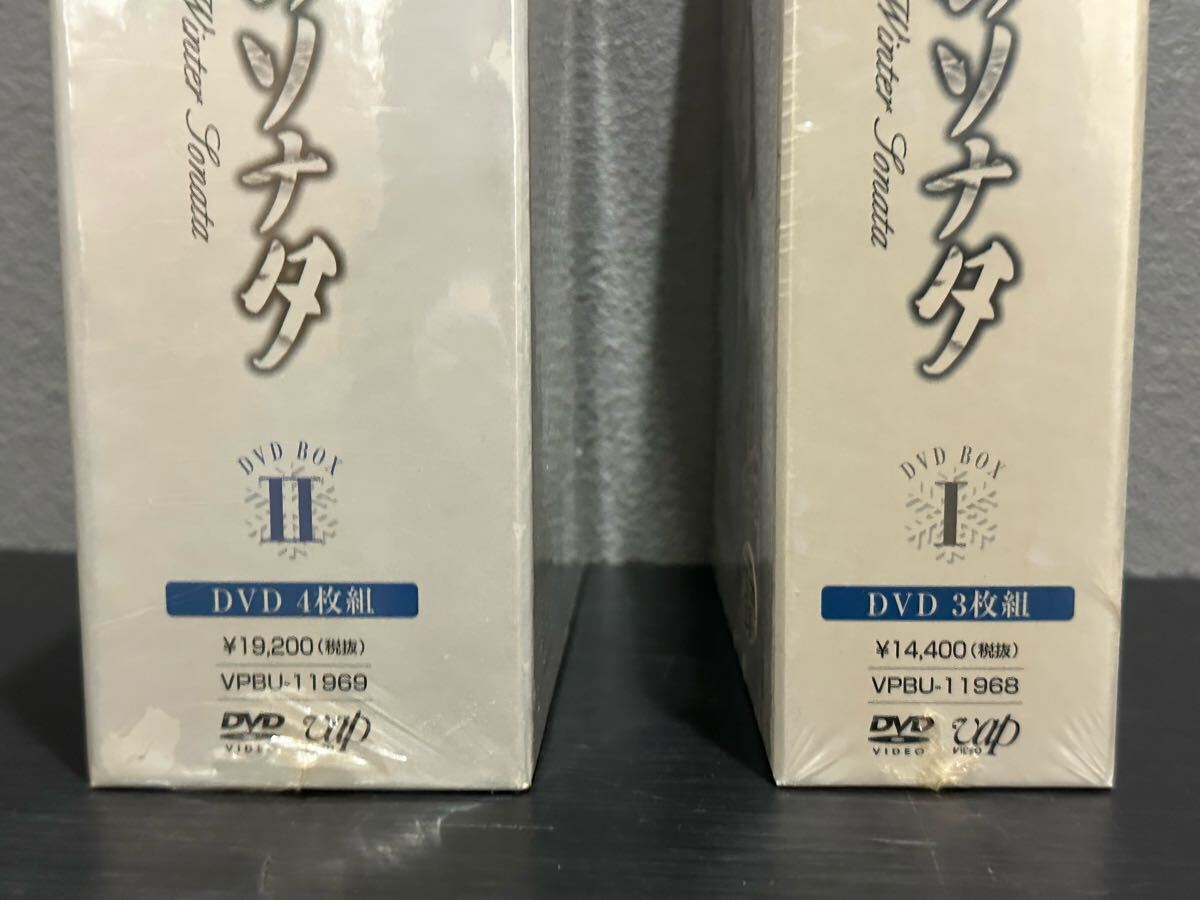 ソナタ
Winter Sonata
DVD BOX
II
DVD 4枚組
¥19,200(税抜)
VPBU-11969
DVD
VIDEO
vap
ソナタ
Winter Sonata
DVD BOX
I
DVD 3枚組
¥14,400(税抜)
VPBU-11968
DVD
VIDEO
vap
VIDEO